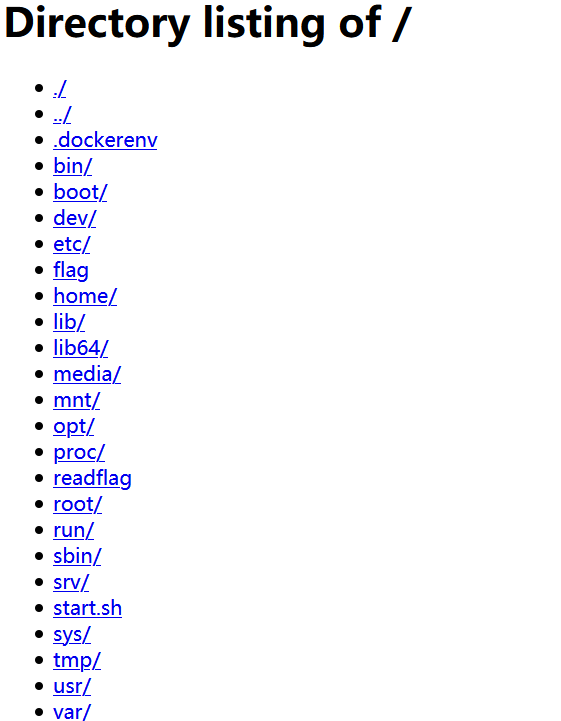 Directory listing of /
./
../
.dockerenv
bin/
boot/
dev/
etc/
flag
home/
lib/
lib64/
media/
mnt/
opt/
proc/
readflag
root/
run/
sbin/
srv/
start.sh
sys/
tmp/
usr/
var/